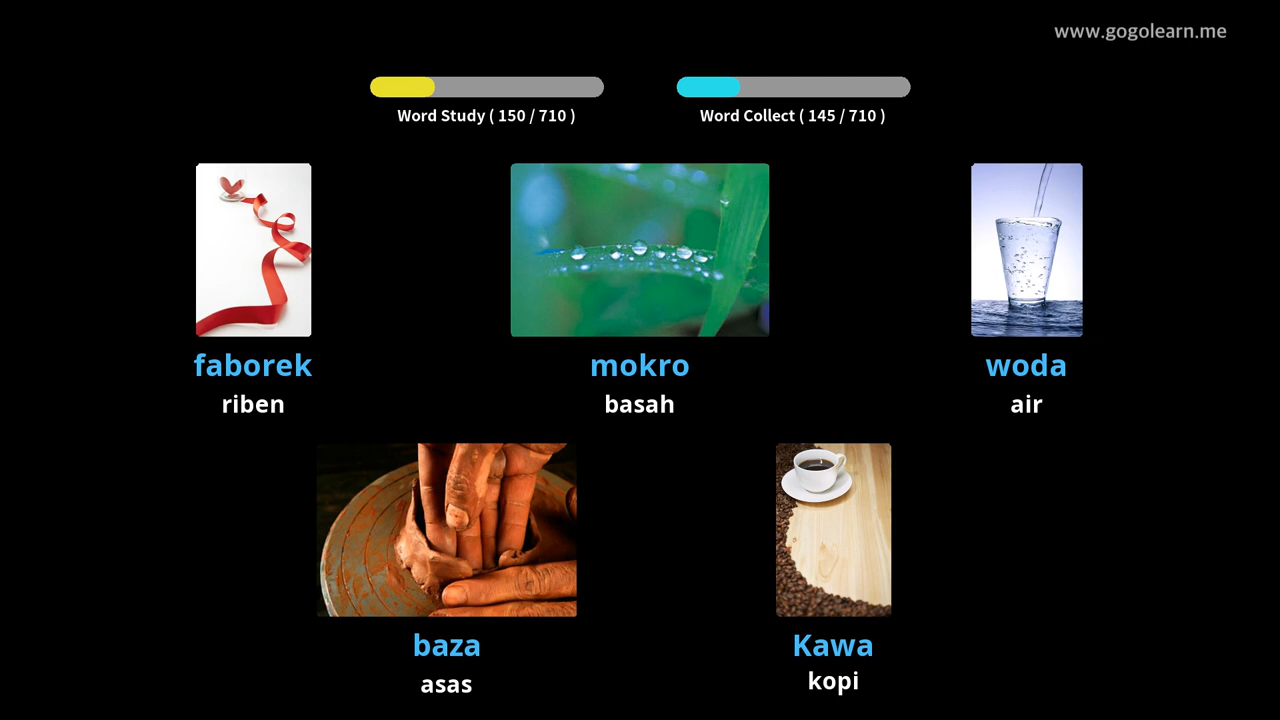 www.gogolearn.me
Word Study ( 150 / 710 )
Word Collect ( 145 / 710 )
faborek
mokro
woda
riben
basah
air
baza
Kawa
asas
kopi